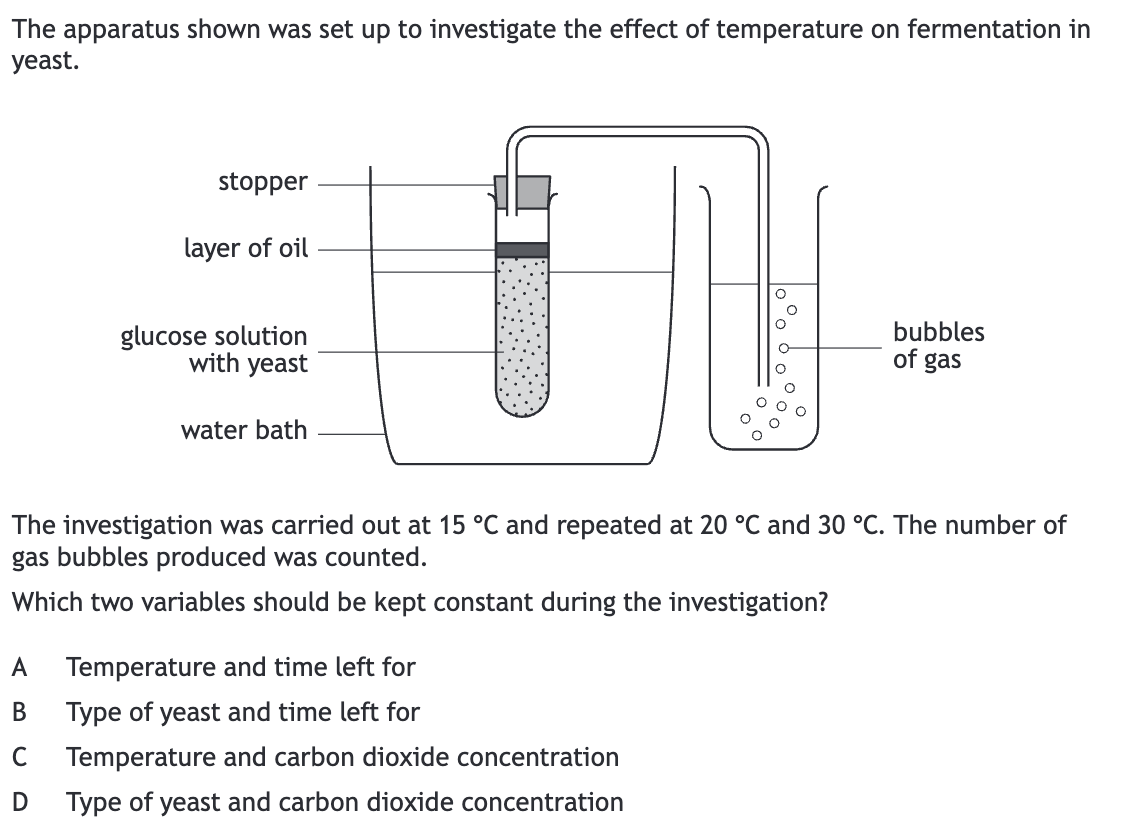 The apparatus shown was set up to investigate the effect of temperature on fermentation in
yeast.
stopper
layer of oil
glucose solution
with yeast
water bath
bubbles
of gas
The investigation was carried out at 15 °C and repeated at 20 °C and 30 °C. The number of
gas bubbles produced was counted.
Which two variables should be kept constant during the investigation?
A Temperature and time left for
B Type of yeast and time left for
C Temperature and carbon dioxide concentration
D Type of yeast and carbon dioxide concentration